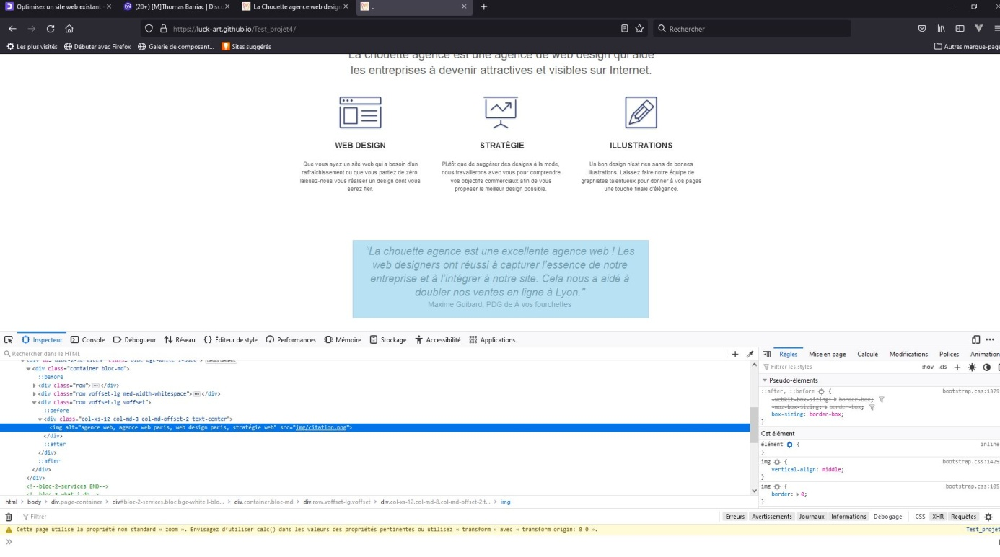 Optimisez un site web existant
(20+) [M]Thomas Barriac | Discu
La Chouette agence web design
.
https://luck-art.github.io/Test_projet4/
Rechercher
Les plus visités
Débuter avec Firefox
Galerie de composant...
Sites suggérés
Autres marque-page
La chouette agence est une agence de web design qui aide
les entreprises à devenir attractives et visibles sur Internet.
WEB DESIGN
Que vous ayez un site web qui a besoin d'un
rafraîchissement ou que vous partiez de zéro,
laissez-nous vous réaliser un design dont vous
serez fier.
STRATÉGIE
Plutôt que de suggérer des designs à la mode,
nous travaillerons avec vous pour comprendre
vos objectifs commerciaux afin de vous
proposer le meilleur design possible.
ILLUSTRATIONS
Un bon design n'est rien sans de bonnes
illustrations. Laissez faire notre équipe de
graphistes talentueux pour donner à vos pages
une touche finale d'élégance.
“La chouette agence est une excellente agence web ! Les
web designers ont réussi à capturer l'essence de notre
entreprise et à l'intégrer à notre site. Cela nous a aidé à
doubler nos ventes en ligne à Lyon."
Maxime Guibard, PDG de À vos fourchettes
Inspecteur
Console
Débogueur
Réseau
Éditeur de style
Performances
Mémoire
Stockage
Accessibilité
Applications
Rechercher dans le HTML
<div id="bloc-2-services" class="bloc bgc-white l-bloc"> débordement
<div class="container bloc-md">
::before
<div class="row"> ••• </div>
<div class="row voffset-lg med-width-whitespace"> ••• </div>
<div class="row voffset-lg voffset">
::before
<div class="col-xs-12 col-md-8 col-md-offset-2 text-center">
<img alt="agence web, agence web paris, web design paris, stratégie web" src="img/citation.png">
</div>
::after
</div>
::after
</div>
</div>
<!--bloc-2-services END-->
<!--bloc-3-what-i-do-->
html > body > div.page-container > div#bloc-2-services.bloc.bgc-white.l-blo... > div.container.bloc-md > div.row.voffset-lg.voffset > div.col-xs-12.col-md-8.col-md-offset-2.t... > img
Règles
Mise en page
Calculé
Modifications
Polices
Animation
Filtrer les styles
:hov .cls
Pseudo-éléments
::after, ::before { bootstrap.css:1379
-webkit-box-sizing: border-box;
-moz-box-sizing: border-box;
box-sizing: border-box;
}
Cet élément
élément { inline
}
img { bootstrap.css:1429
vertical-align: middle;
}
img { bootstrap.css:105
border: 0;
}
Filtrer
Erreurs
Avertissements
Journaux
Informations
Débogage
CSS
XHR
Requêtes
Cette page utilise la propriété non standard « zoom ». Envisagez d'utiliser calc() dans les valeurs des propriétés pertinentes ou utilisez « transform » avec « transform-origin: 0 0 ».
Test_projet